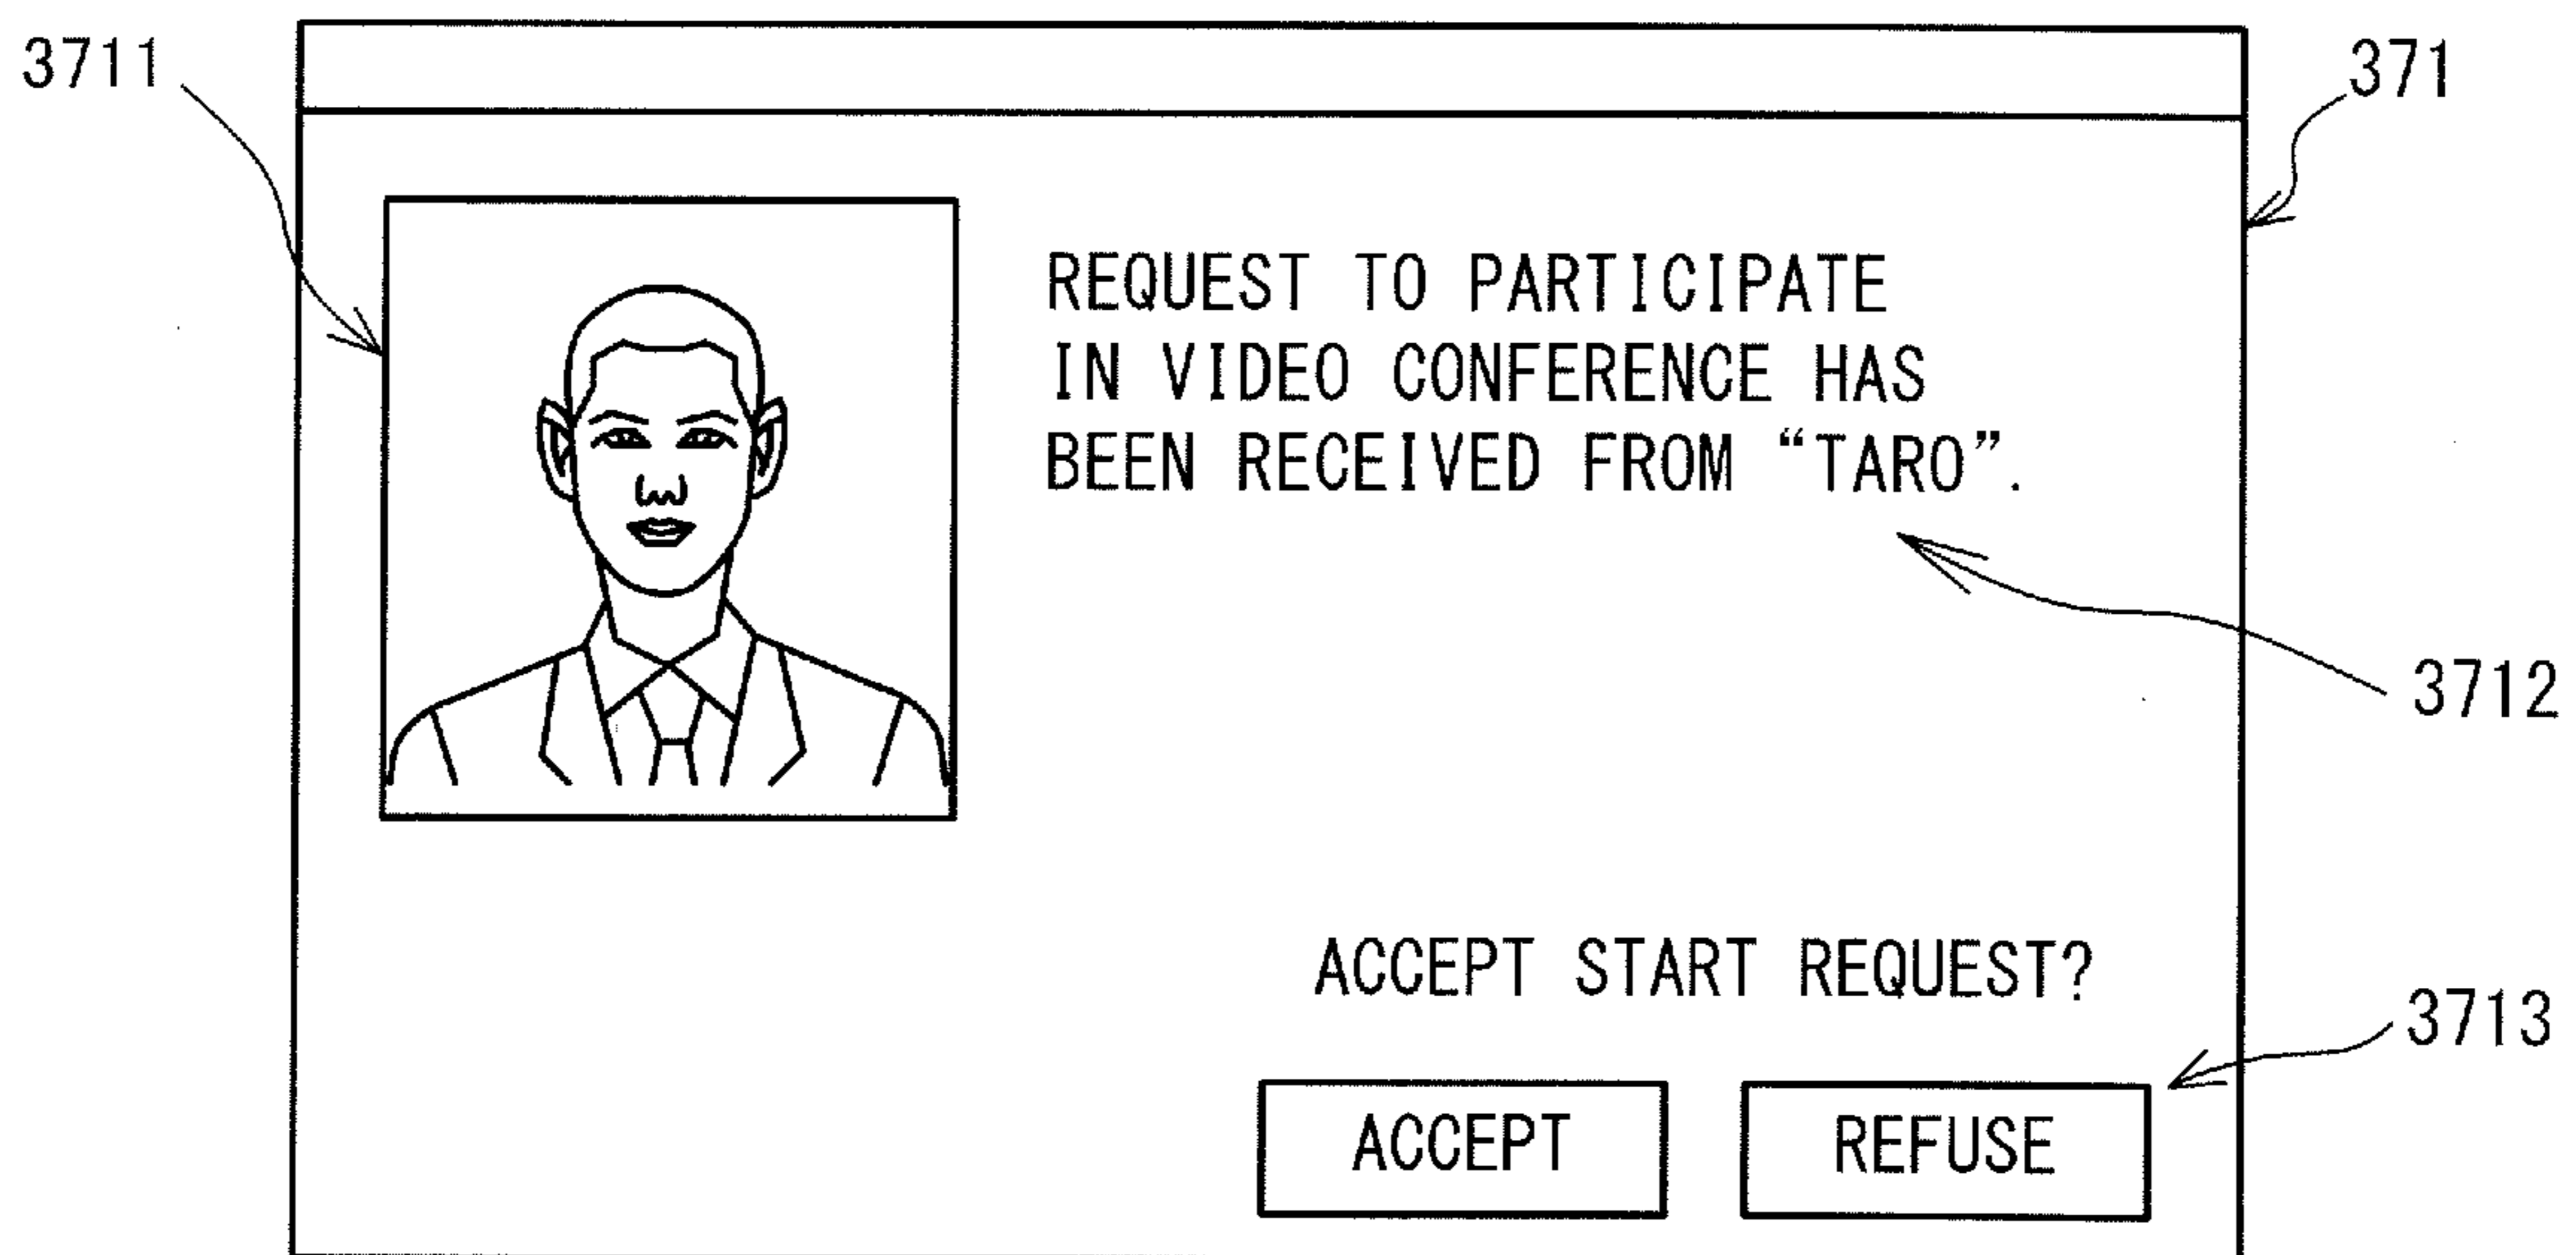 3711
371
REQUEST TO PARTICIPATE
IN VIDEO CONFERENCE HAS
BEEN RECEIVED FROM “TARO”.
3712
ACCEPT START REQUEST?
3713
ACCEPT
REFUSE